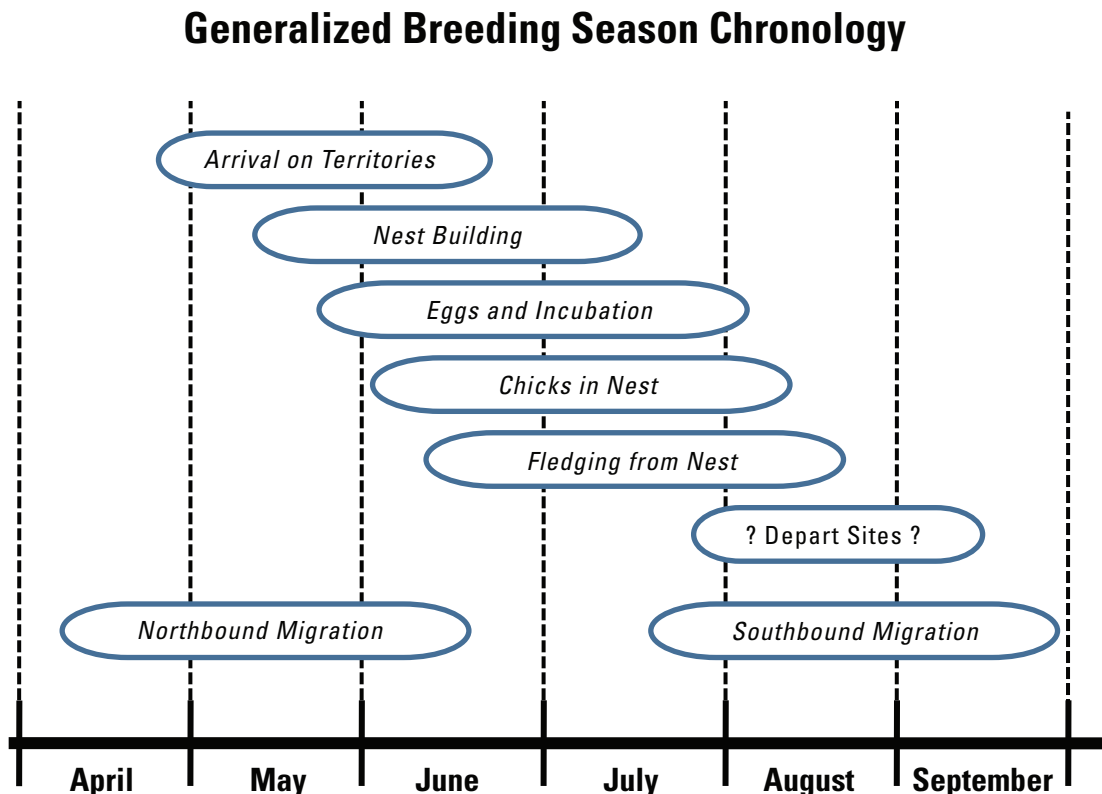 Generalized Breeding Season Chronology
Arrival on Territories
Nest Building
Eggs and Incubation
Chicks in Nest
Fledging from Nest
? Depart Sites ?
Northbound Migration
Southbound Migration
April
May
June
July
August
September